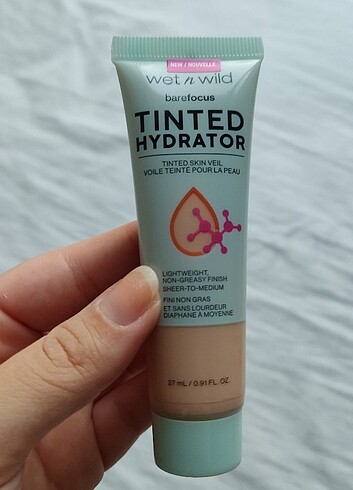 NEW / NOUVELLE
wet n wild
barefocus
TINTED
HYDRATOR
TINTED SKIN VEIL
VOILE TEINTÉ POUR LA PEAU
LIGHTWEIGHT,
NON-GREASY FINISH
SHEER-TO-MEDIUM
FINI NON GRAS
ET SANS LOURDEUR
DIAPHANE À MOYENNE
27 mL / 0.91 FL. OZ.